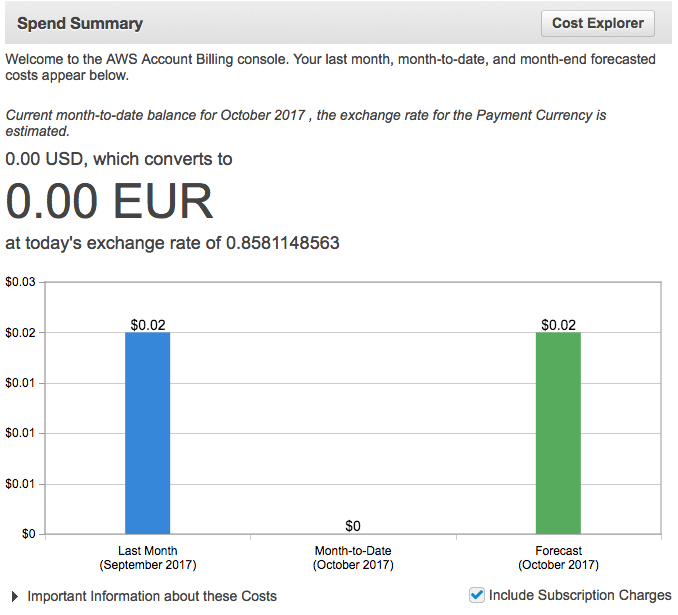 Spend Summary
Cost Explorer
Welcome to the AWS Account Billing console. Your last month, month-to-date, and month-end forecasted
costs appear below.
Current month-to-date balance for October 2017 , the exchange rate for the Payment Currency is
estimated.
0.00 USD, which converts to
0.00 EUR
at today's exchange rate of 0.8581148563
$0.03
$0.02
$0.01
$0.01
$0.01
$0
$0.02
$0
$0.02
Last Month
(September 2017)
Month-to-Date
(October 2017)
Forecast
(October 2017)
Important Information about these Costs
Include Subscription Charges